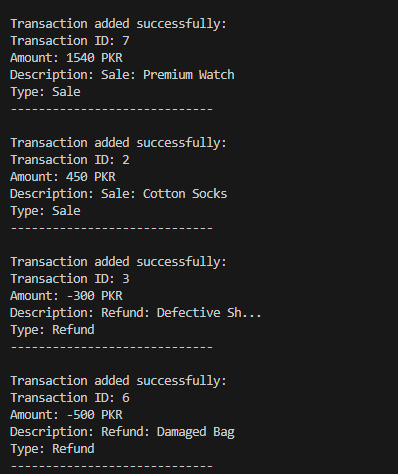 Transaction added successfully:
Transaction ID: 7
Amount: 1540 PKR
Description: Sale: Premium Watch
Type: Sale
-----------------------------
Transaction added successfully:
Transaction ID: 2
Amount: 450 PKR
Description: Sale: Cotton Socks
Type: Sale
-----------------------------
Transaction added successfully:
Transaction ID: 3
Amount: -300 PKR
Description: Refund: Defective Sh...
Type: Refund
-----------------------------
Transaction added successfully:
Transaction ID: 6
Amount: -500 PKR
Description: Refund: Damaged Bag
Type: Refund
-----------------------------